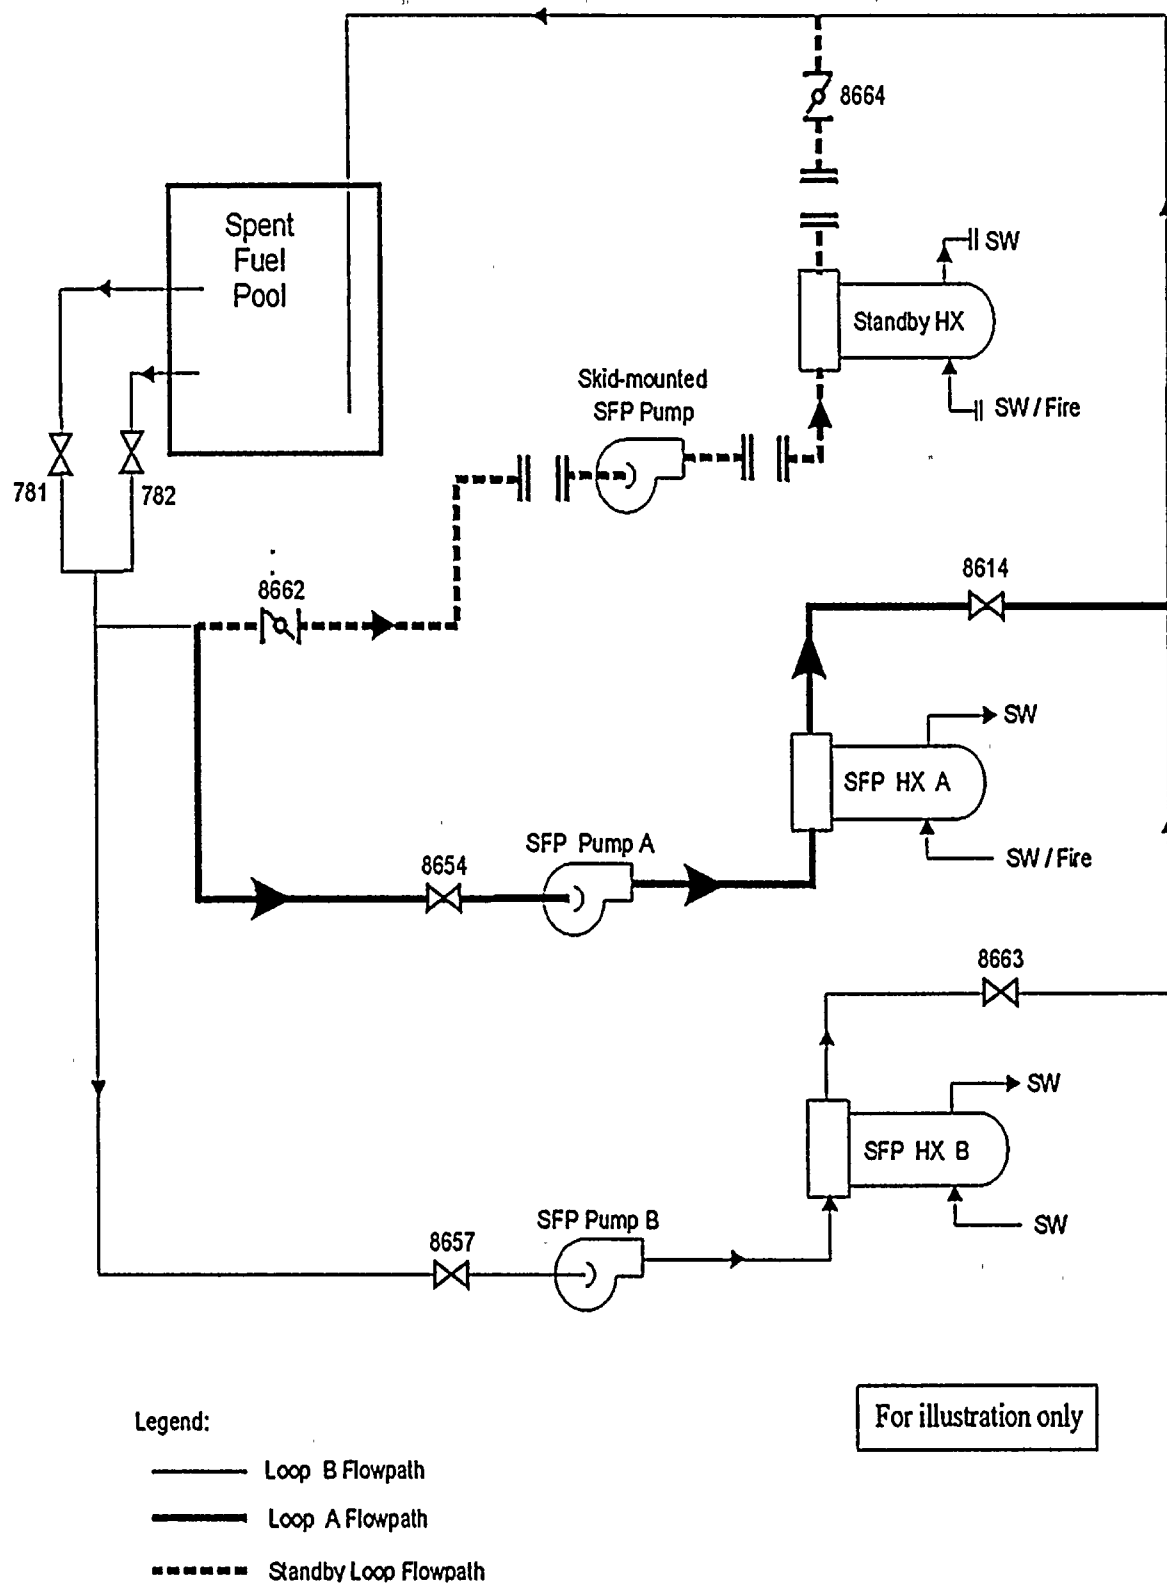 8664
Spent
Fuel
Pool
SW
Standby HX
Skid-mounted
SFP Pump
SW / Fire
781
782
8662
8614
SW
SFP HX A
SFP Pump A
SW / Fire
8654
8663
SW
SFP HX B
SFP Pump B
SW
8657
For illustration only
Legend:
Loop B Flowpath
Loop A Flowpath
Standby Loop Flowpath